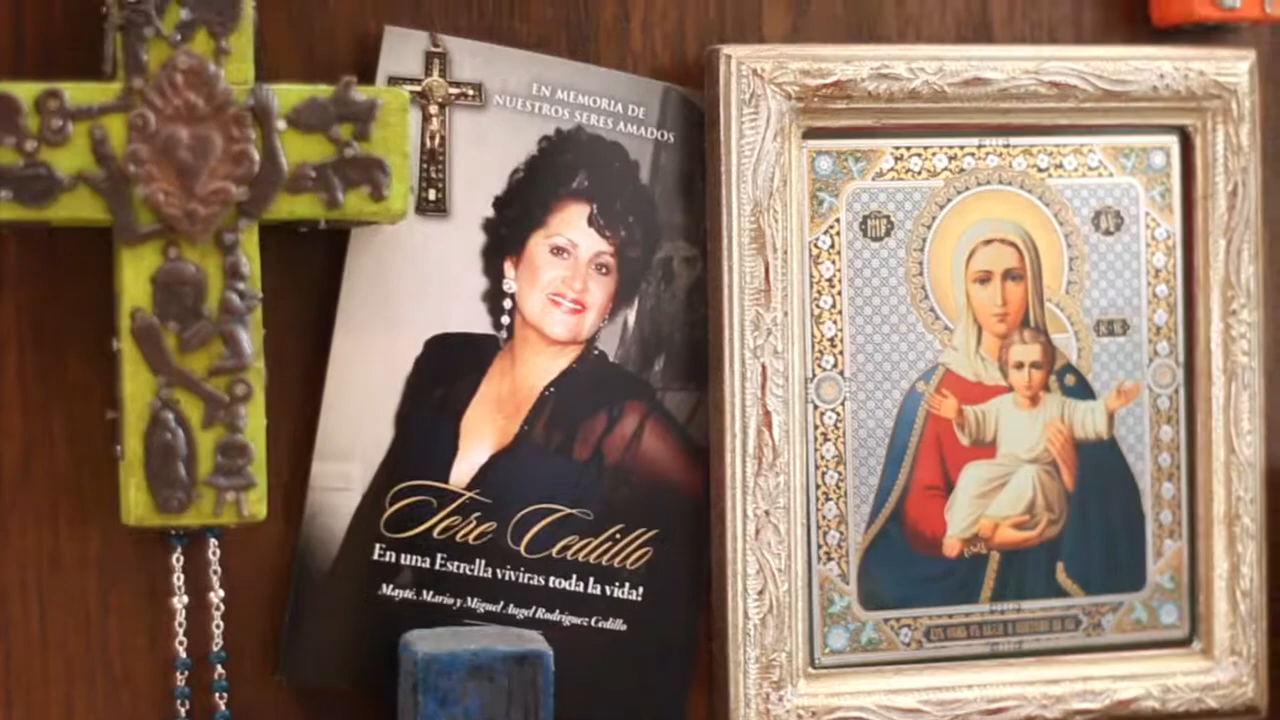 EN MEMORIA DE
NUESTROS SERES AMADOS
Tere Cedillo
En una Estrella viviras toda la vida!
Mayté, Mario y Miguel Angel Rodriguez Cedillo